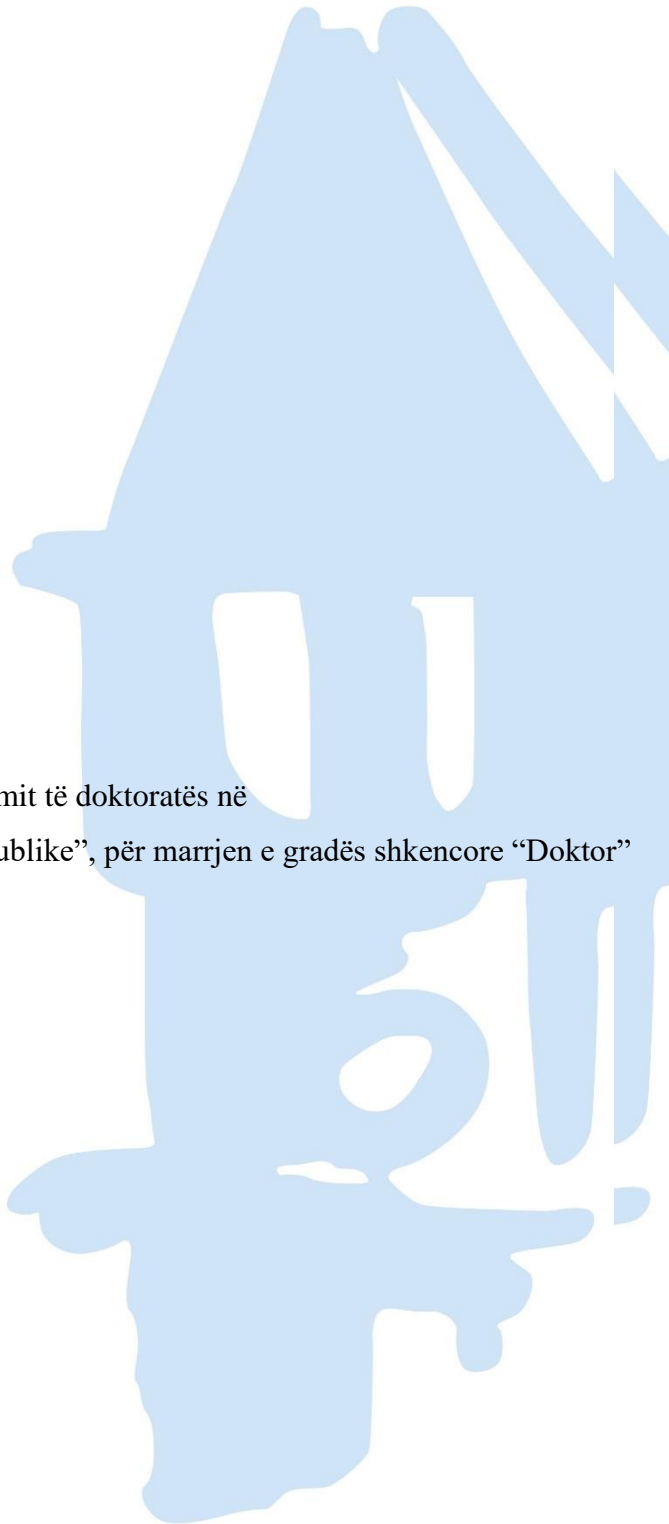 mit të doktoratës në
ublike”, për marrjen e gradës shkencore “Doktor”